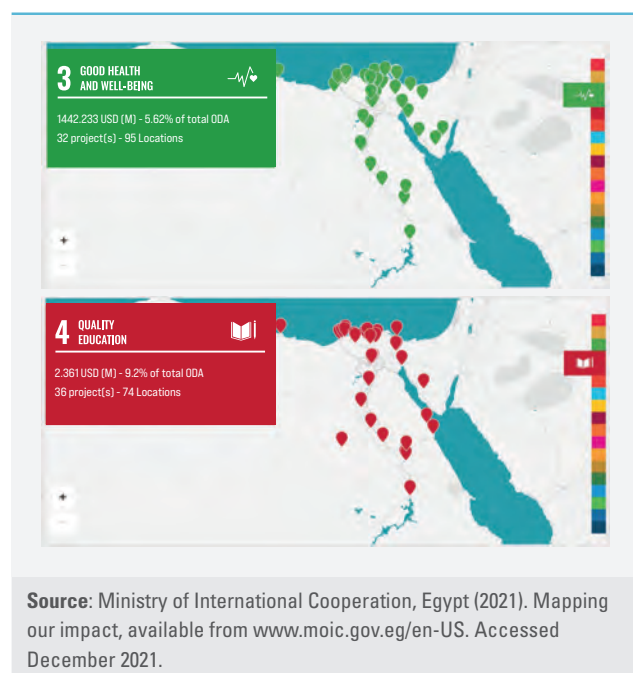 3 GOOD HEALTH
AND WELL-BEING
1442.233 USD (M) - 5.62% of total ODA
32 project(s) - 95 Locations
+
−
4 QUALITY
EDUCATION
2.361 USD (M) - 9.2% of total ODA
36 project(s) - 74 Locations
+
−
Source: Ministry of International Cooperation, Egypt (2021). Mapping
our impact, available from www.moic.gov.eg/en-US. Accessed
December 2021.